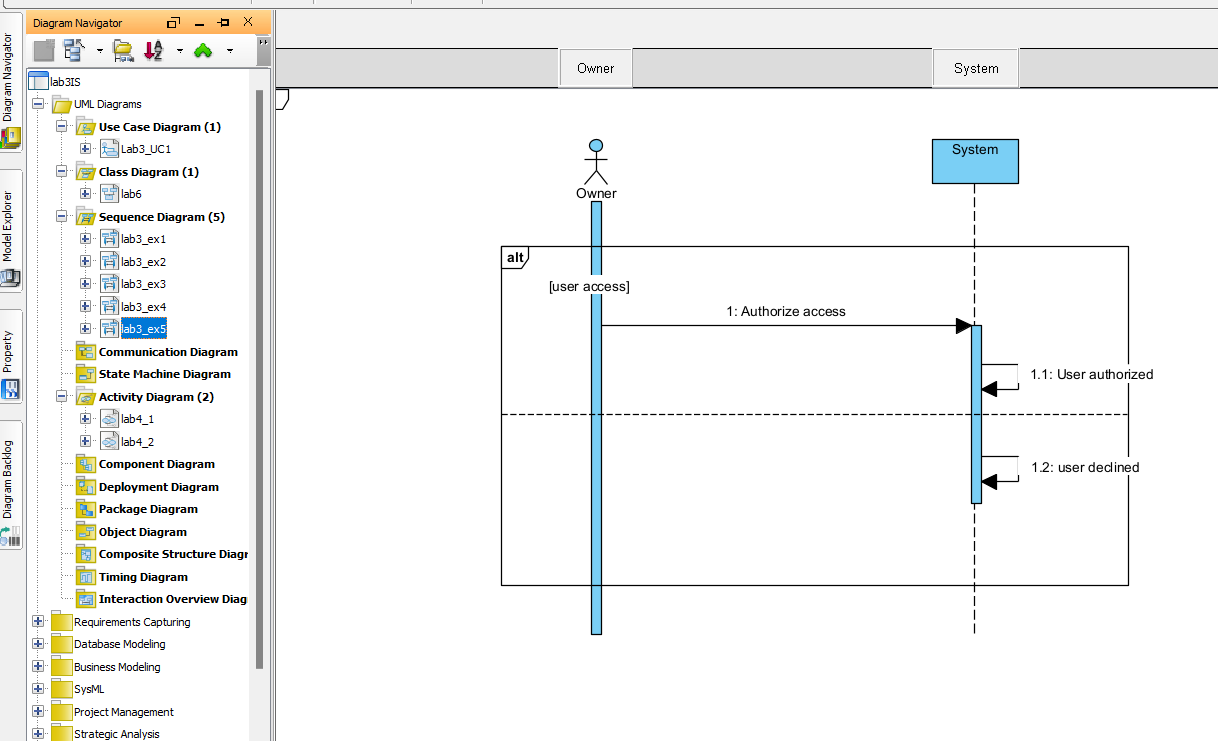 Diagram Navigator
Diagram Navigator
Model Explorer
Property
Diagram Backlog
lab3IS
UML Diagrams
Use Case Diagram (1)
Lab3_UC1
Class Diagram (1)
lab6
Sequence Diagram (5)
lab3_ex1
lab3_ex2
lab3_ex3
lab3_ex4
lab3_ex5
Communication Diagram
State Machine Diagram
Activity Diagram (2)
lab4_1
lab4_2
Component Diagram
Deployment Diagram
Package Diagram
Object Diagram
Composite Structure Diagr
Timing Diagram
Interaction Overview Diag
Requirements Capturing
Database Modeling
Business Modeling
SysML
Project Management
Strategic Analysis
Owner
System
Owner
System
alt
[user access]
1: Authorize access
1.1: User authorized
1.2: user declined